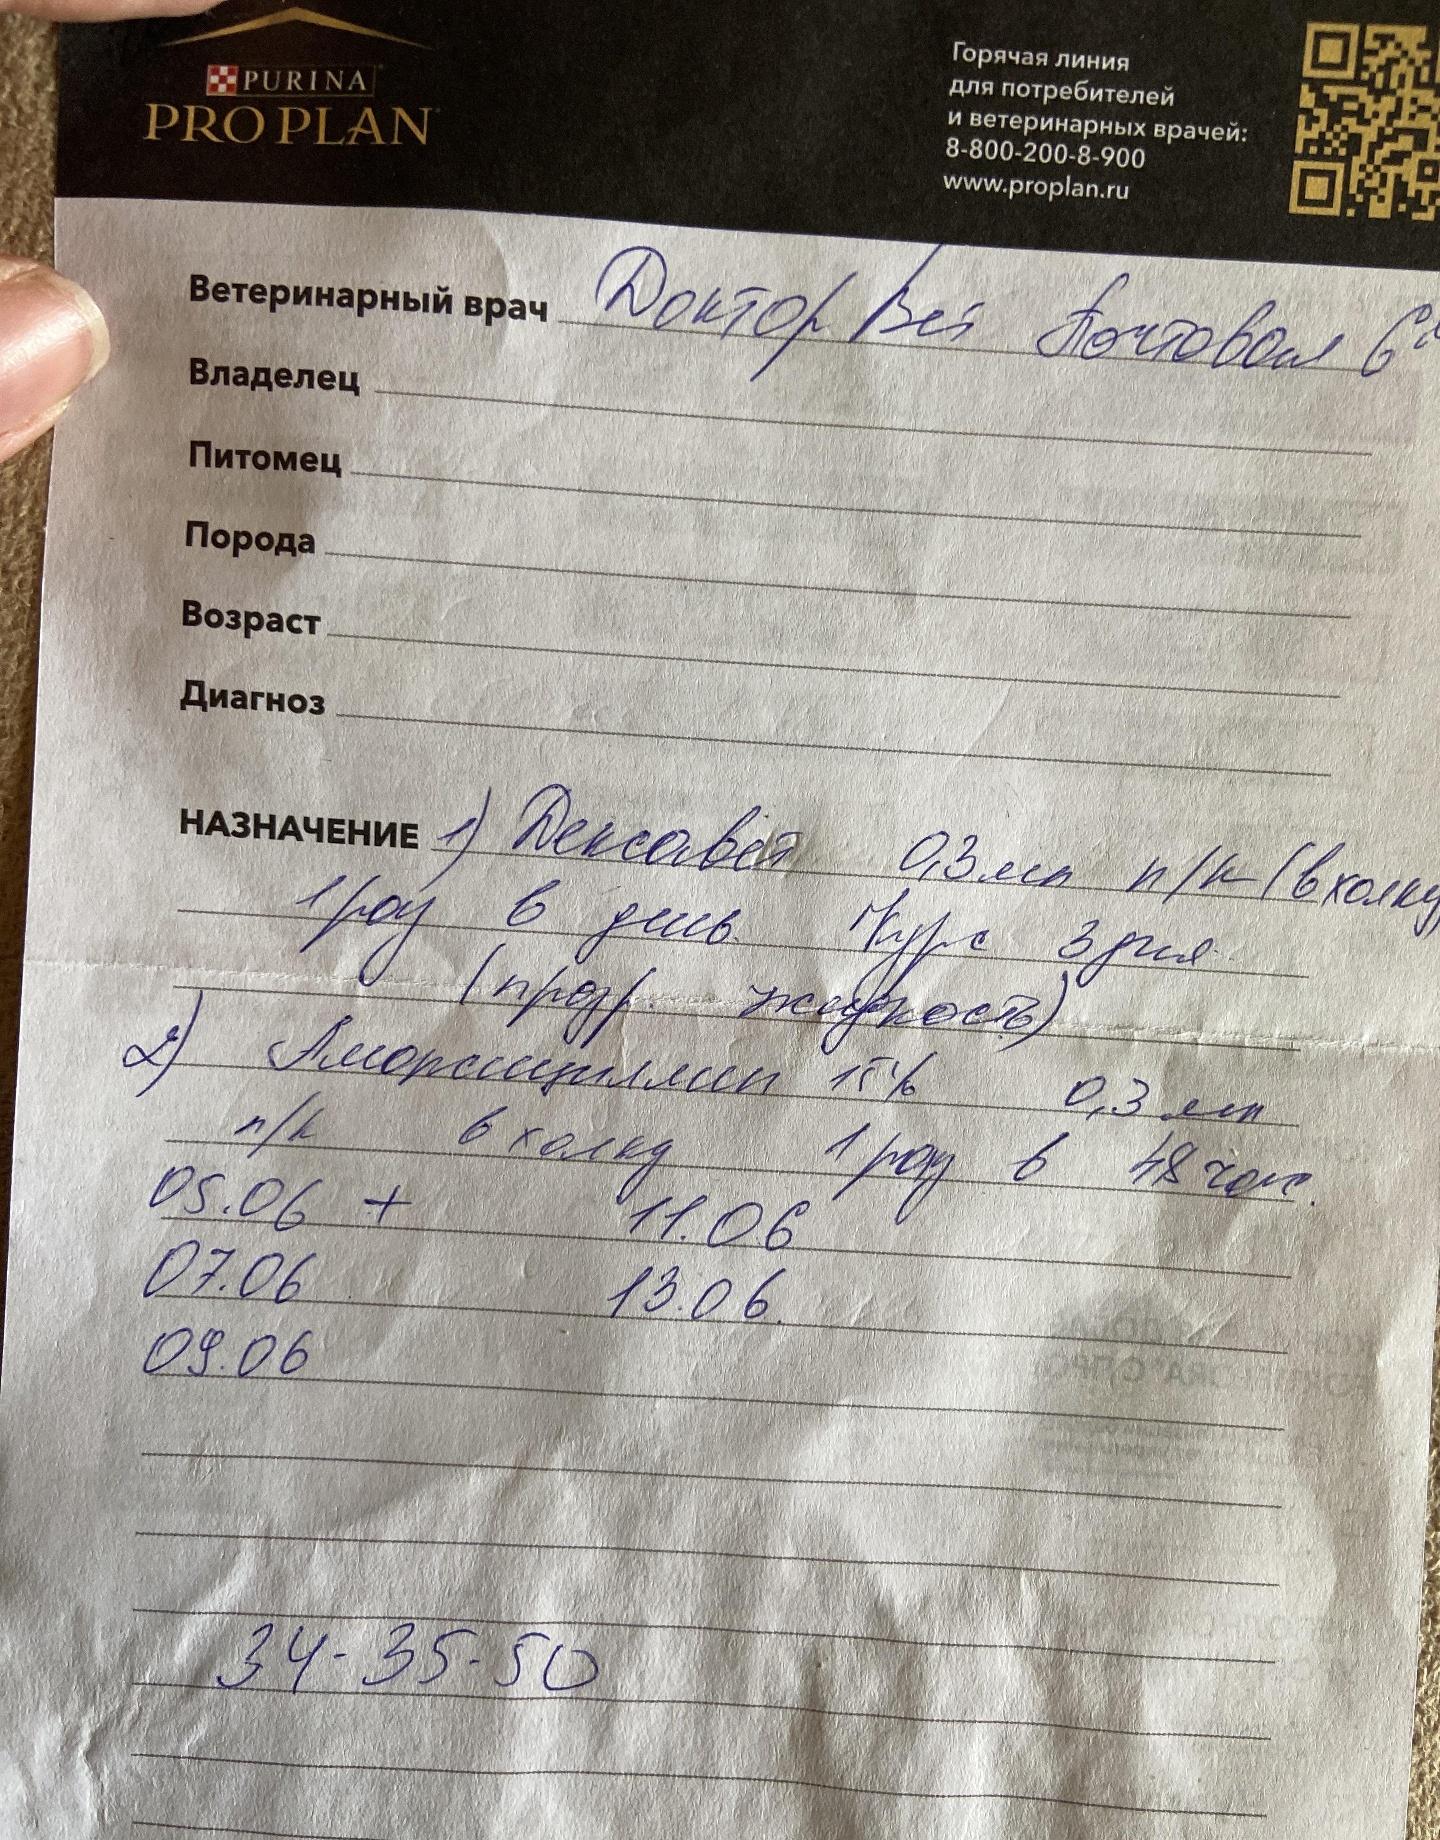 PURINA
PRO PLAN
Горячая линия
для потребителей
и ветеринарных врачей:
8-800-200-8-900
www.proplan.ru
Ветеринарный врач Доктор Вет Почтовая 6
Владелец
Питомец
Порода
Возраст
Диагноз
НАЗНАЧЕНИЕ 1) Дексавет 0,3 мл п/к (в холку
1 раз в день. Курс 3 дня.
(прозр. жидкость)
2) Амоксициллин 15% 0,3 мл
п/к в холку 1 раз в 48 час.
05.06 + 11.06
07.06 13.06.
09.06
34-35-50